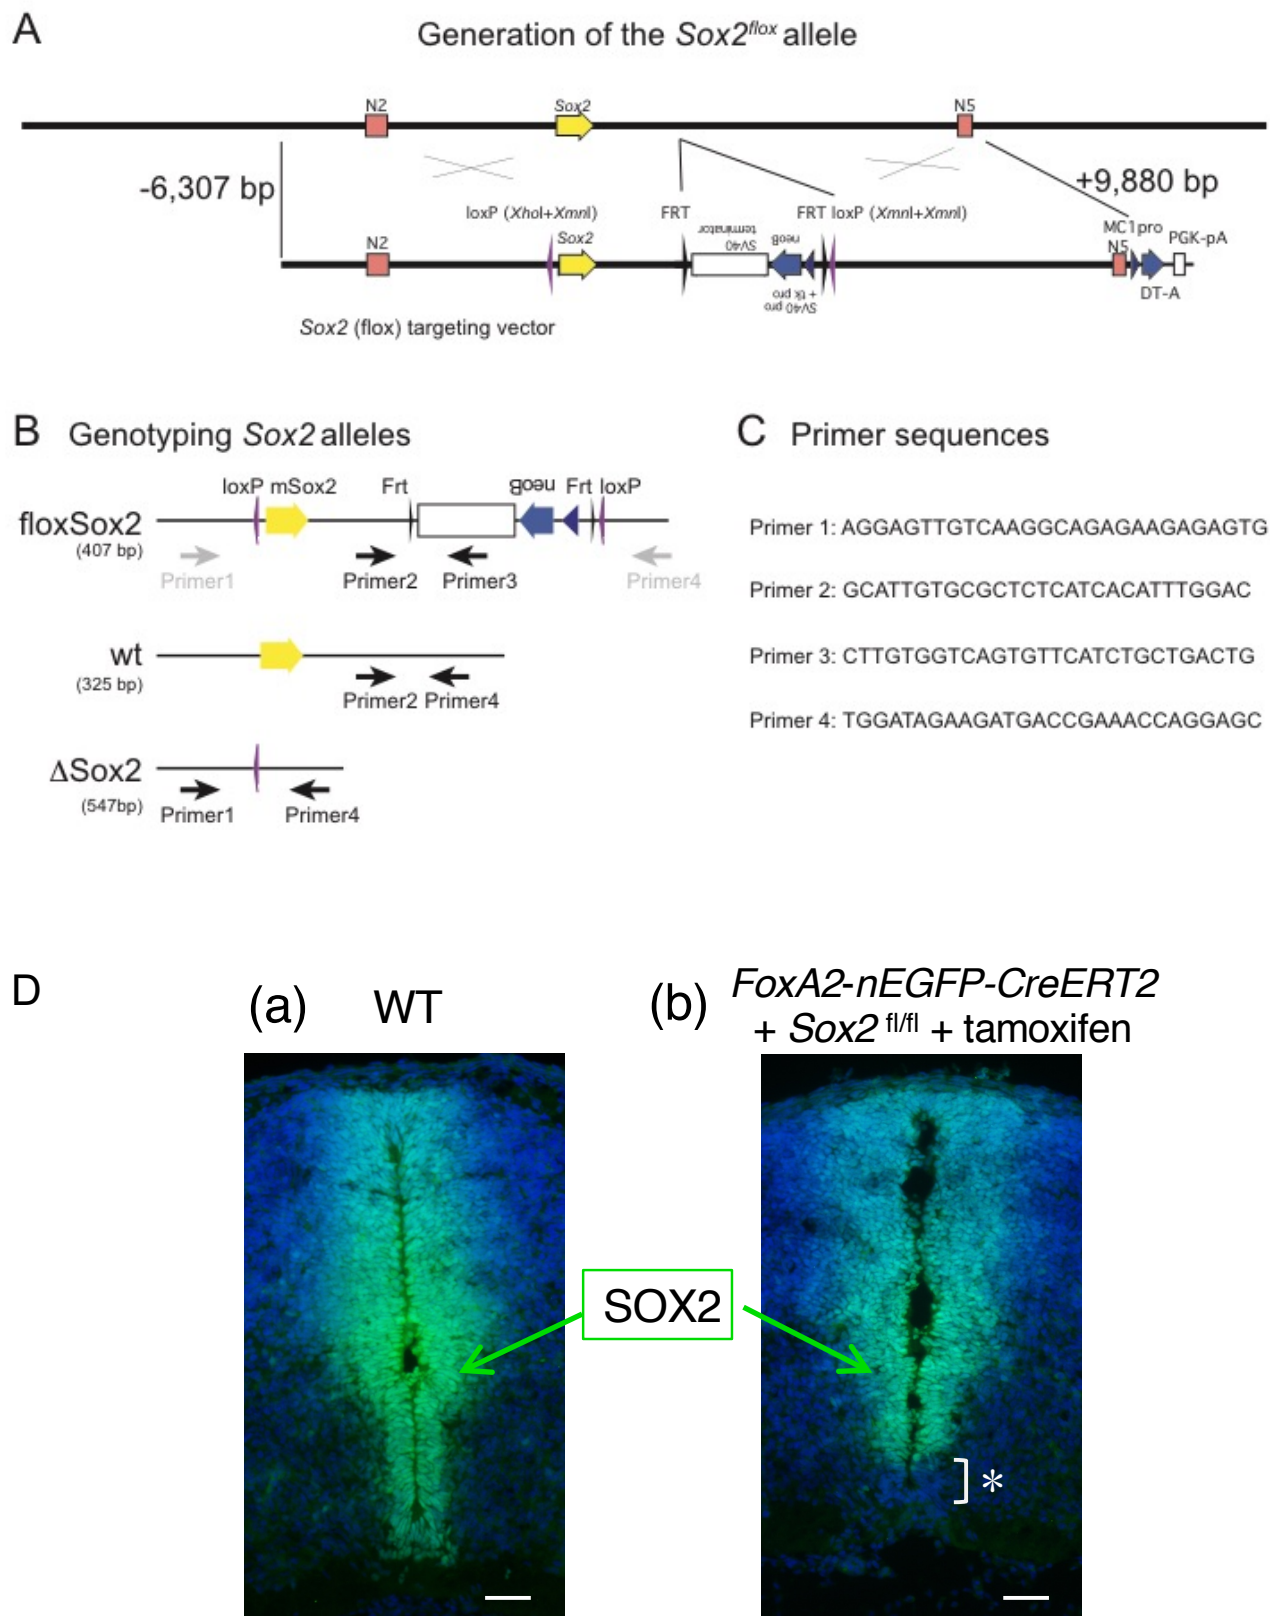 A
Generation of the Sox2flox allele
N2
Sox2
N5
-6,307 bp
+9,880 bp
loxP (XhoI+XmnI)
FRT
FRT loxP (XmnI+XmnI)
MC1pro
N2
Sox2
SV40
terminator
neoB
SV40 pro
+ tk pro
N5
PGK-pA
DT-A
Sox2 (flox) targeting vector
B Genotyping Sox2 alleles
loxP mSox2 Frt neoB Frt loxP
floxSox2
(407 bp)
Primer1 Primer2 Primer3 Primer4
wt
(325 bp)
Primer2 Primer4
ΔSox2
(547bp)
Primer1 Primer4
C Primer sequences
Primer 1: AGGAGTTGTCAAGGCAGAGAAGAGAGTG
Primer 2: GCATTGTGCGCTCTCATCACATTTGGAC
Primer 3: CTTGTGGTCAGTGTTCATCTGCTGACTG
Primer 4: TGGATAGAAGATGACCGAAACCAGGAGC
D
(a) WT
(b) FoxA2-nEGFP-CreERT2
+ Sox2 fl/fl + tamoxifen
SOX2
*